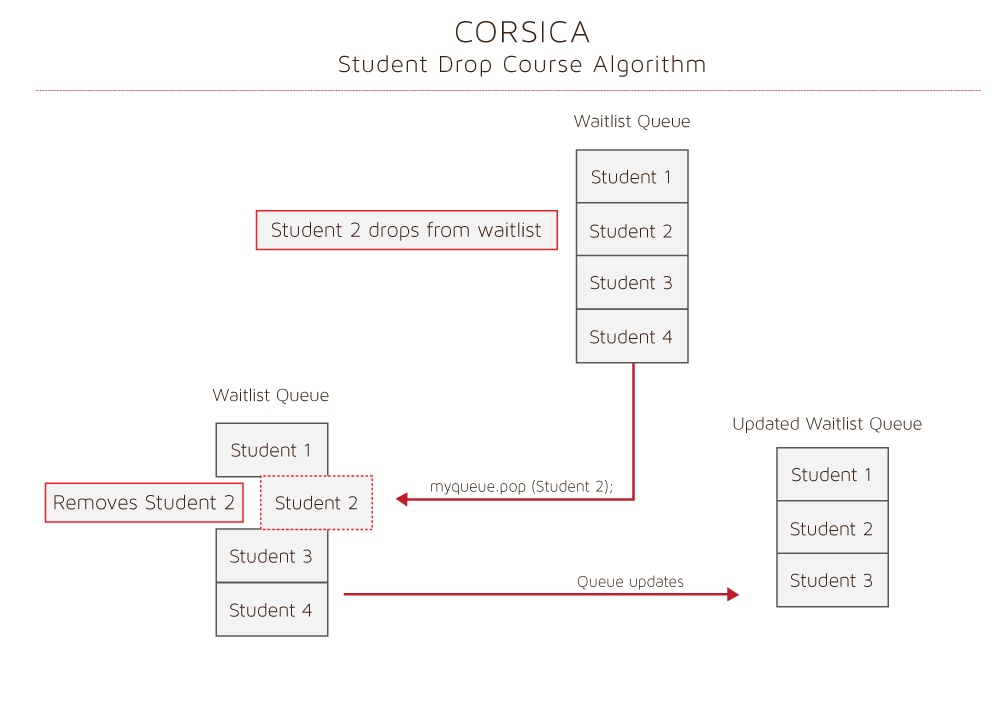 CORSICA
Student Drop Course Algorithm
Waitlist Queue
Student 1
Student 2 drops from waitlist
Student 2
Student 3
Student 4
Waitlist Queue
Student 1
Removes Student 2
Student 2
Student 3
Student 4
myqueue.pop (Student 2);
Queue updates
Updated Waitlist Queue
Student 1
Student 2
Student 3